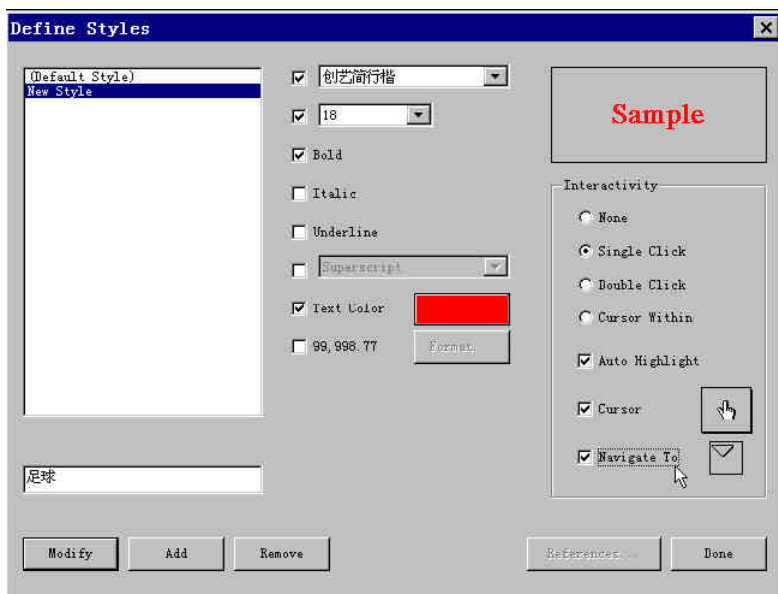 Define Styles
(Default Style)
New Style
足球
创艺简行楷
18
Bold
Italic
Underline
Superscript
Text Color
99,998.77
Format...
Sample
Interactivity
None
Single Click
Double Click
Cursor Within
Auto Highlight
Cursor
Navigate To
Modify
Add
Remove
References...
Done